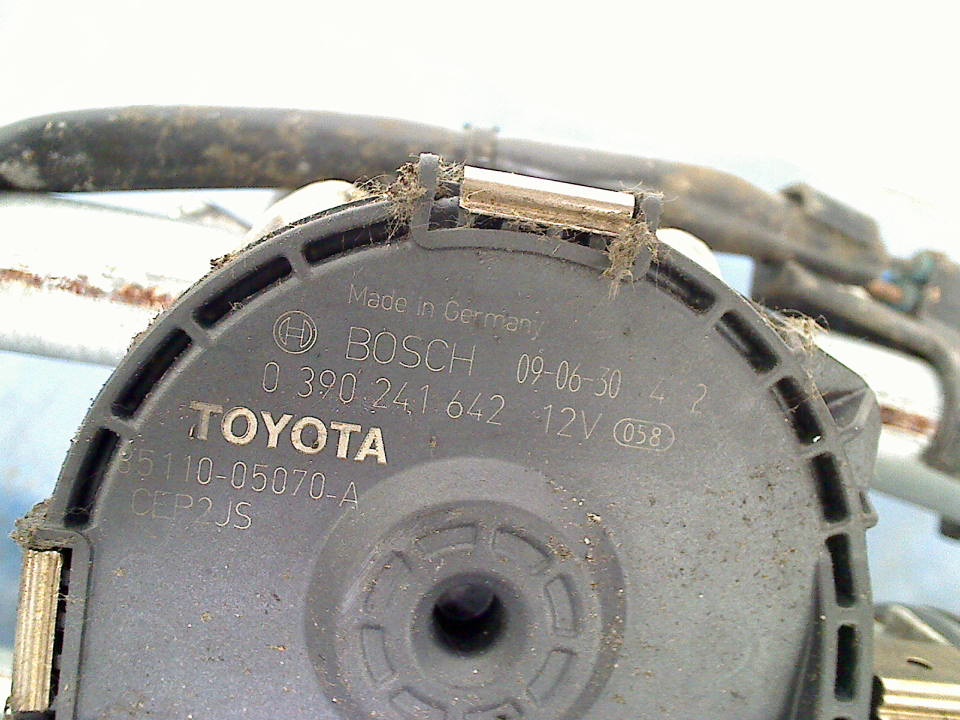 Made in Germany
BOSCH 09-06-30 4 2
0 390 241 642 12V 058
TOYOTA
85110-05070-A
CEP2JS